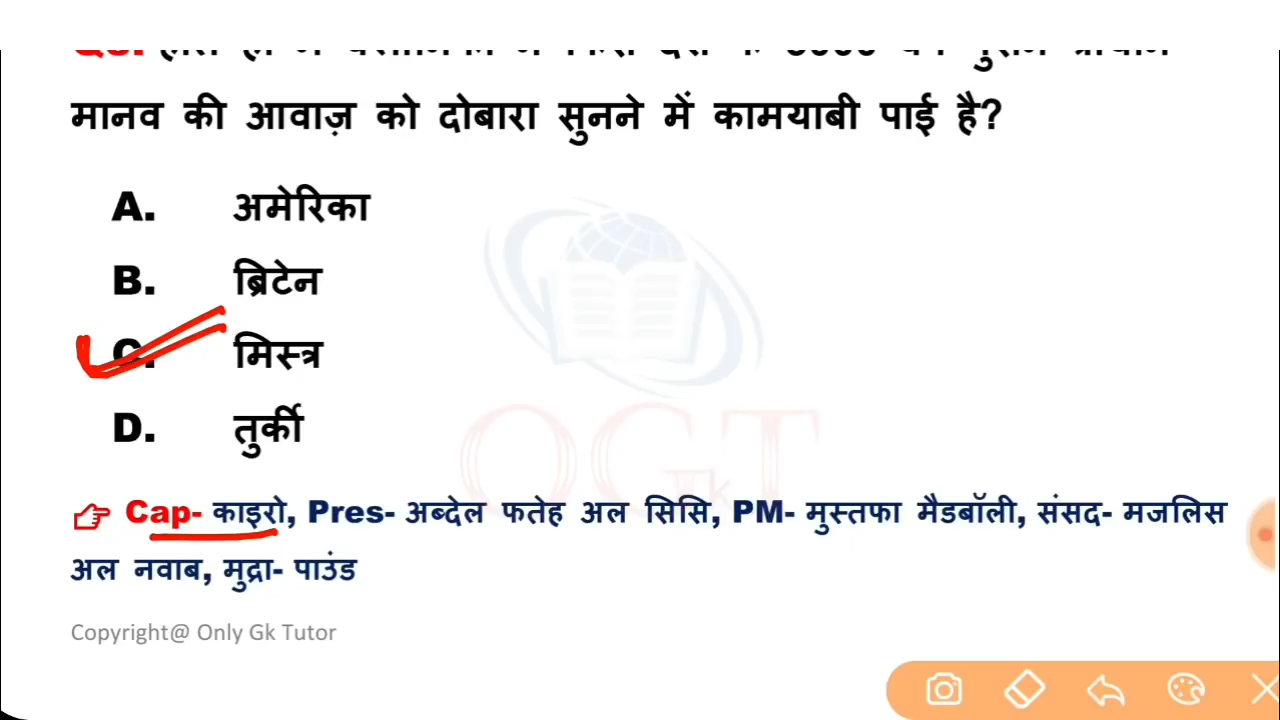 मानव की आवाज़ को दोबारा सुनने में कामयाबी पाई है?
A. अमेरिका
B. ब्रिटेन
C. मिस्त्र
D. तुर्की
OGT
Cap- काइरो, Pres- अब्देल फतेह अल सिसि, PM- मुस्तफा मैडबॉली, संसद- मजलिस
अल नवाब, मुद्रा- पाउंड
Copyright@ Only Gk Tutor